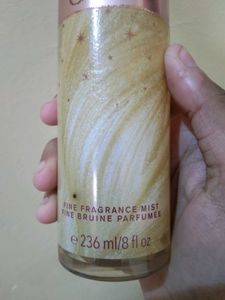 FINE FRAGRANCE MIST
FINE BRUINE PARFUMÉE
℮ 236 ml/8 fl oz